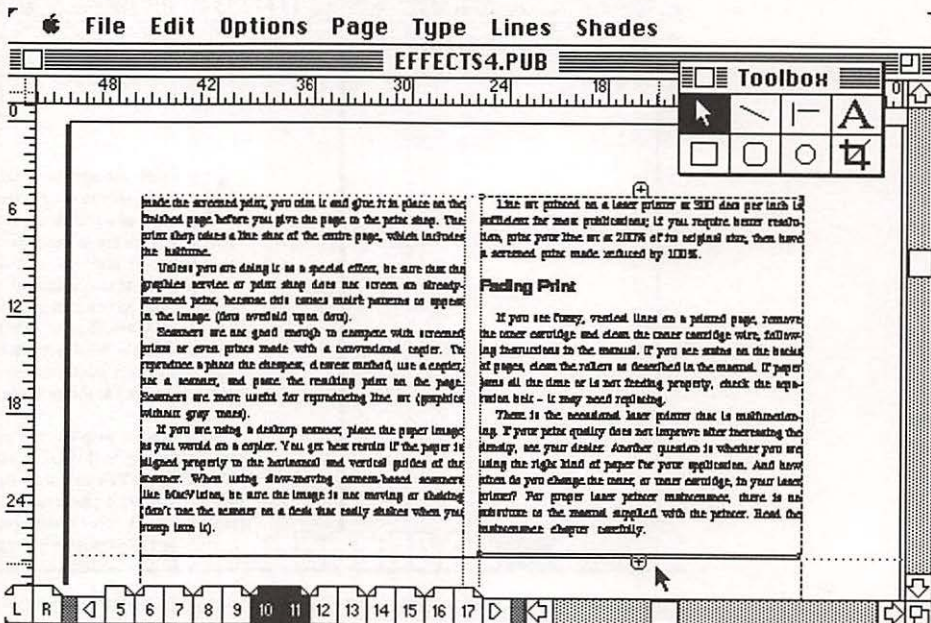 File Edit Options Page Type Lines Shades
EFFECTS4.PUB
Toolbox
48 42 36 30 24 18 0
0
6
12
18
24
A
made the screened print, you trim it and glue it in place on the
finished page before you give the page to the print shop. The
print shop takes a line shot of the entire page, which includes
the halftone.
Unless you are doing it as a special effect, be sure that the
graphics service or print shop does not screen an already-
screened print, because this causes moiré patterns to appear
in the image (dots overlaid upon dots).
Scanners are not good enough to compete with screened
prints or even prints made with a conventional copier. To
reproduce a photo the cheapest, cleanest method, use a copier,
not a scanner, and paste the resulting print on the page.
Scanners are more useful for reproducing line art (graphics
without gray tones).
If you are using a desktop scanner, place the paper image
as you would on a copier. You get best results if the paper is
aligned properly to the horizontal and vertical guides of the
scanner. When using slow-moving camera-based scanners
like MacVision, be sure the image is not moving or shaking
(don't use the scanner on a desk that easily shakes when you
bump into it).
Line art printed on a laser printer at 300 dots per inch is
sufficient for most publications; if you require better resolu-
tion, print your line art at 200% of its original size, then have
a screened print made reduced by 100%.
Fading Print
If you see fuzzy, vertical lines on a printed page, remove
the toner cartridge and clean the toner cartridge wire, follow-
ing instructions in the manual. If you see stains on the backs
of pages, clean the rollers as described in the manual. If paper
jams all the time or is not feeding properly, check the sepa-
ration belt – it may need replacing.
There is the occasional laser printer that is malfunction-
ing. If your print quality does not improve after increasing the
density, see your dealer. Another question is whether you are
using the right kind of paper for your application. And how
often do you change the toner, or toner cartridge, in your laser
printer? For proper laser printer maintenance, there is no
substitute to the manual supplied with the printer. Read the
maintenance chapter carefully.
L R 5 6 7 8 9 10 11 12 13 14 15 16 17